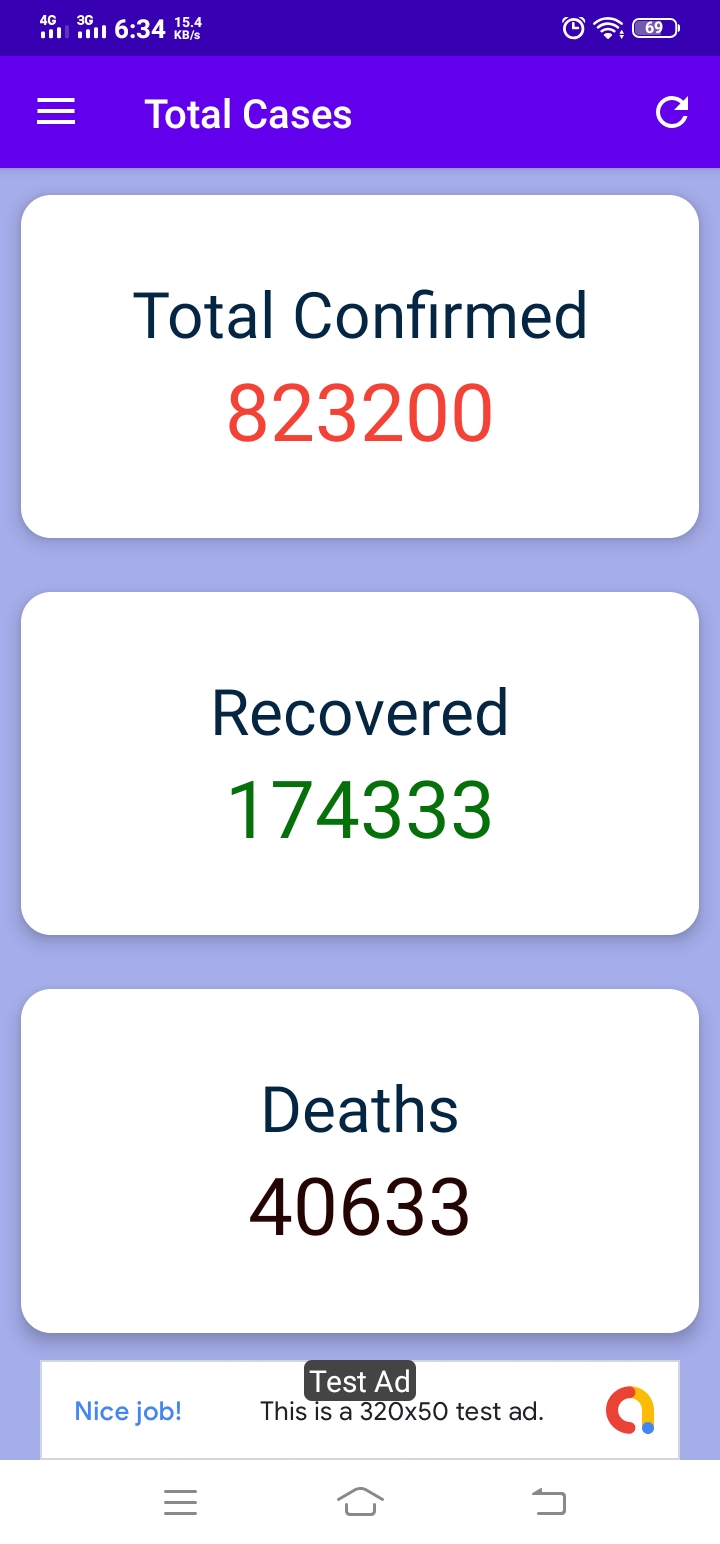 4G 3G 6:34 15.4 KB/s 69
Total Cases
Total Confirmed
823200
Recovered
174333
Deaths
40633
Test Ad
Nice job! This is a 320x50 test ad.